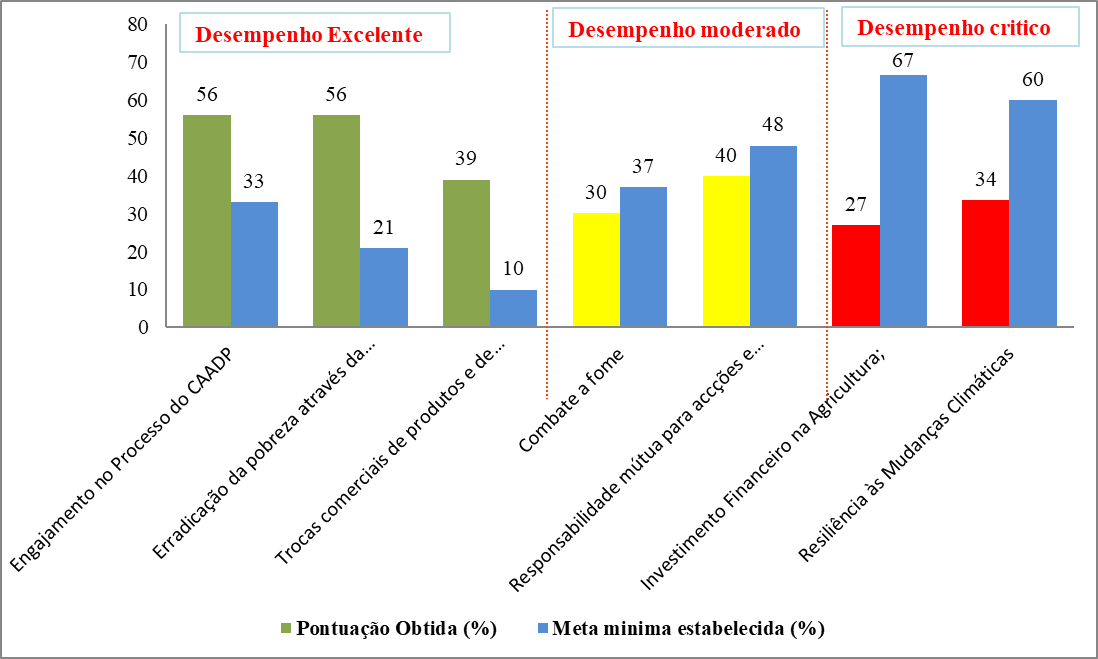 Desempenho Excelente
Desempenho moderado
Desempenho critico
80
70
60
50
40
30
20
10
0
56
33
56
21
39
10
30
37
40
48
27
67
34
60
Engajamento no Processo do CAADP
Erradicação da pobreza através da...
Trocas comerciais de produtos e de...
Combate a fome
Responsabilidade mútua para accções e...
Investimento Financeiro na Agricultura;
Resiliência às Mudanças Climáticas
Pontuação Obtida (%)
Meta minima estabelecida (%)